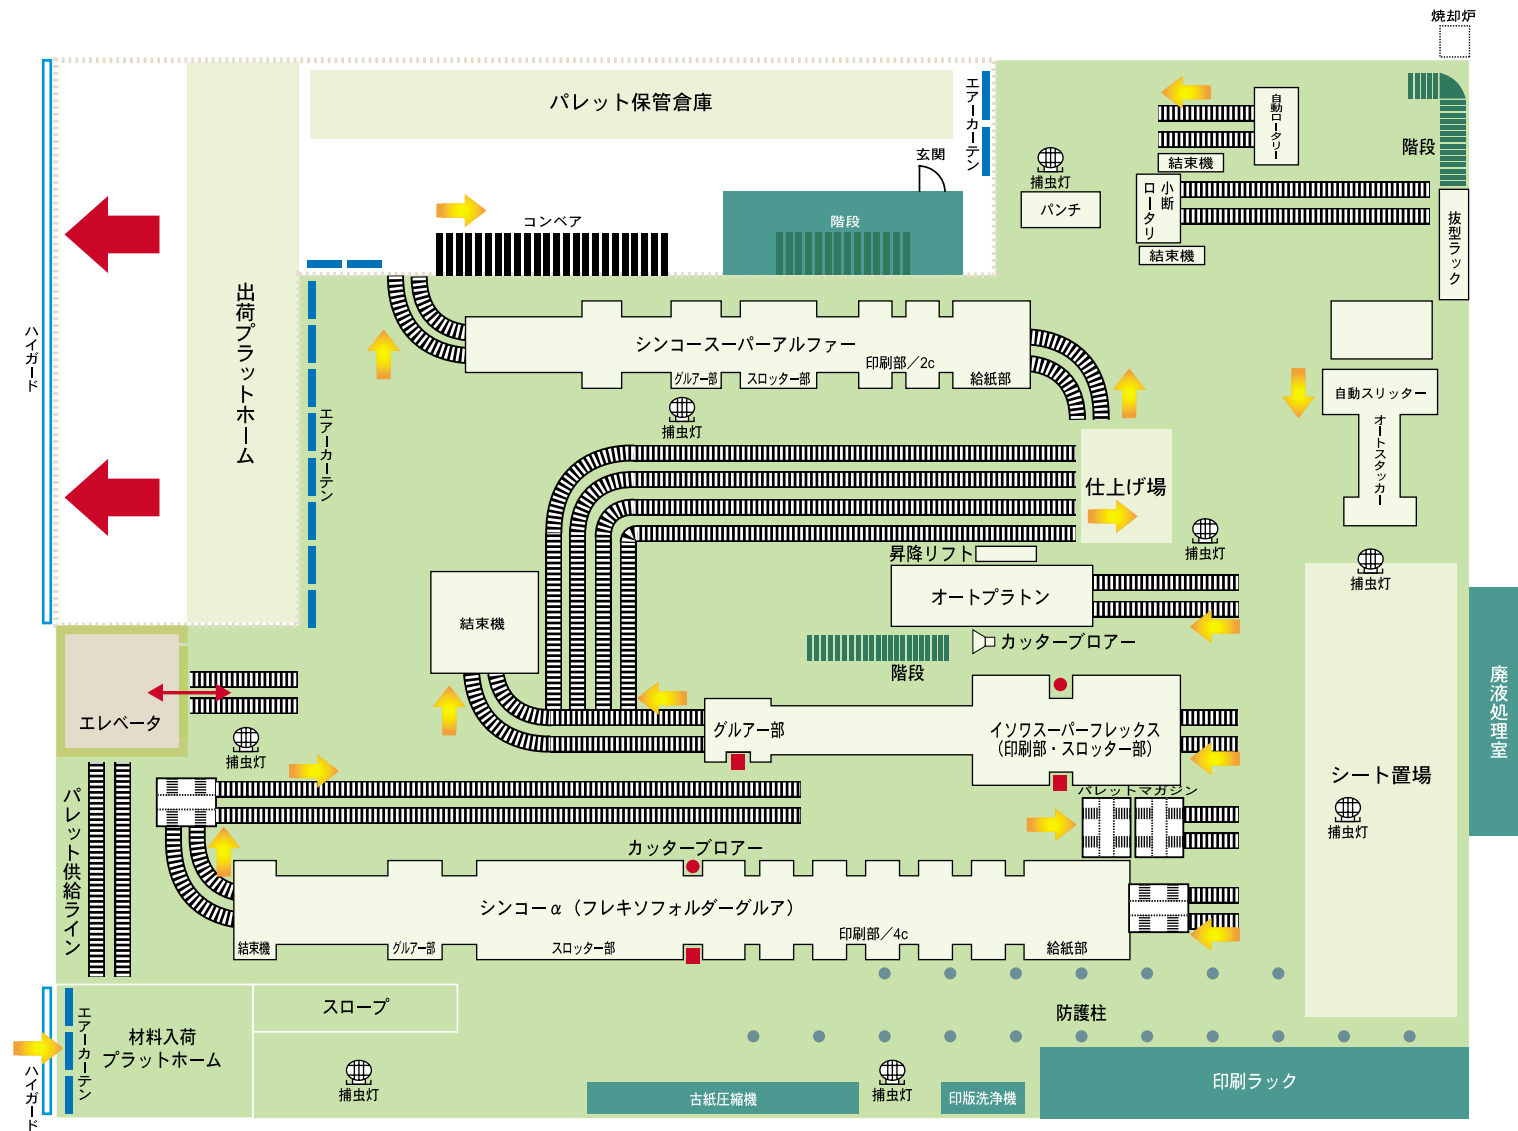 焼却炉
パレット保管倉庫
エアーカーテン
玄関
自動ロータリー
階段
結束機
捕虫灯
パンチ
小断
ロータリ
コンベア
階段
抜型ラック
結束機
出荷プラットホーム
ハイガード
シンコースーパーアルファー
印刷部／2c
グルアー部
スロッター部
給紙部
自動スリッター
オートスタッカー
エアーカーテン
捕虫灯
仕上げ場
捕虫灯
昇降リフト
捕虫灯
オートプラトン
結束機
カッターブロアー
階段
廃液処理室
エレベータ
グルアー部
イソワスーパーフレックス
（印刷部・スロッター部）
捕虫灯
シート置場
パレットマガジン
パレット供給ライン
捕虫灯
カッターブロアー
シンコーα（フレキソフォルダーグルア）
印刷部／4c
結束機
グルアー部
スロッター部
給紙部
エアーカーテン
スロープ
防護柱
材料入荷
プラットホーム
ハイガード
捕虫灯
捕虫灯
古紙圧縮機
印版洗浄機
印刷ラック